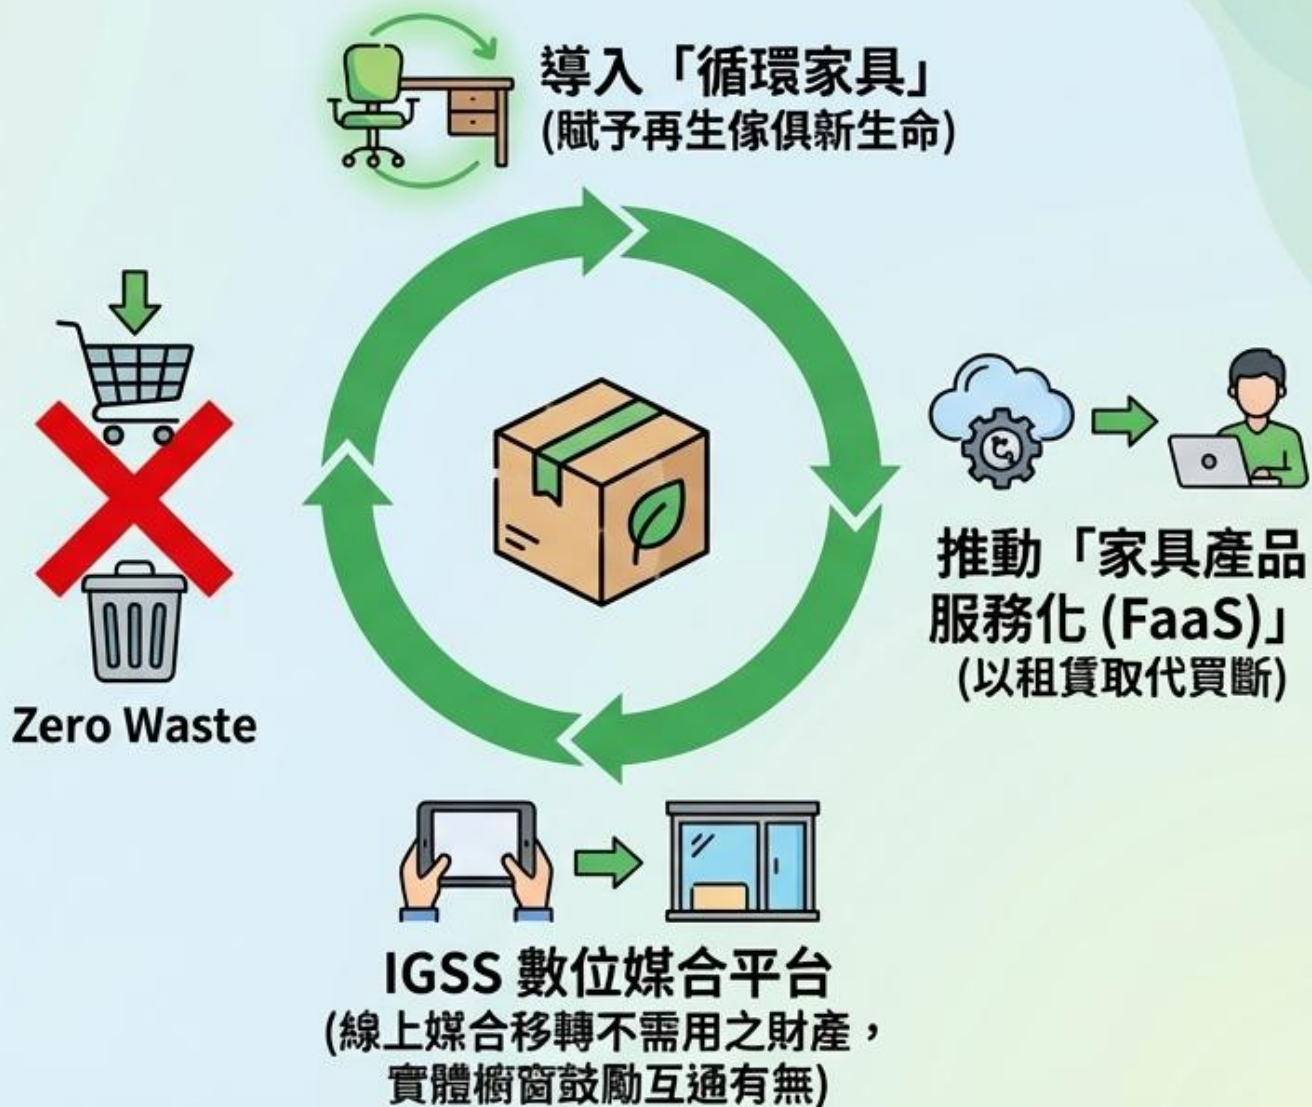 導入「循環家具」
(賦予再生傢俱新生命)
推動「家具產品
服務化 (FaaS)」
(以租賃取代買斷)
Zero Waste
IGSS 數位媒合平台
(線上媒合移轉不需用之財產，
實體櫥窗鼓勵互通有無)